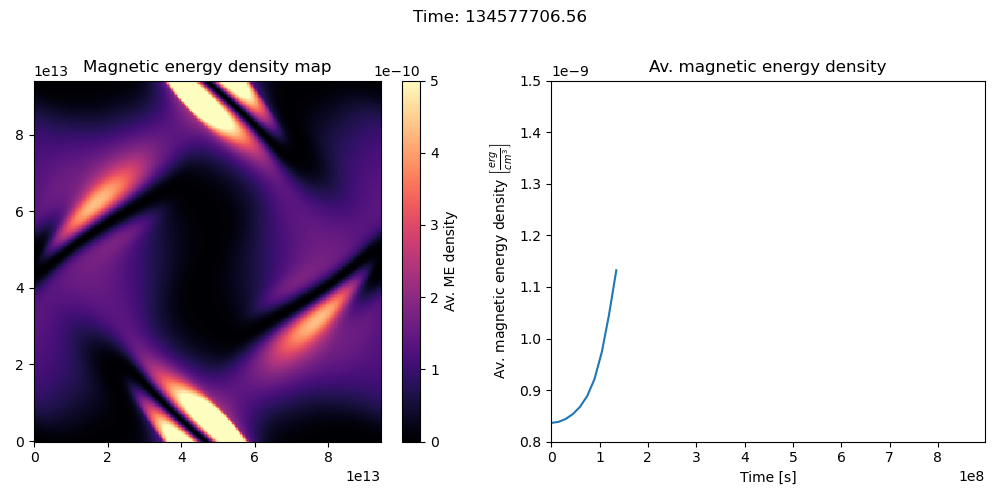 Time: 134577706.56
Magnetic energy density map
1e13
8
6
4
2
0
0 2 4 6 8
1e13
1e−10
5
4
3
2
1
0
Av. ME density
Av. magnetic energy density
1e−9
1.5
1.4
1.3
1.2
1.1
1.0
0.9
0.8
Av. magnetic energy density [erg/cm³]
0 1 2 3 4 5 6 7 8
Time [s]
1e8